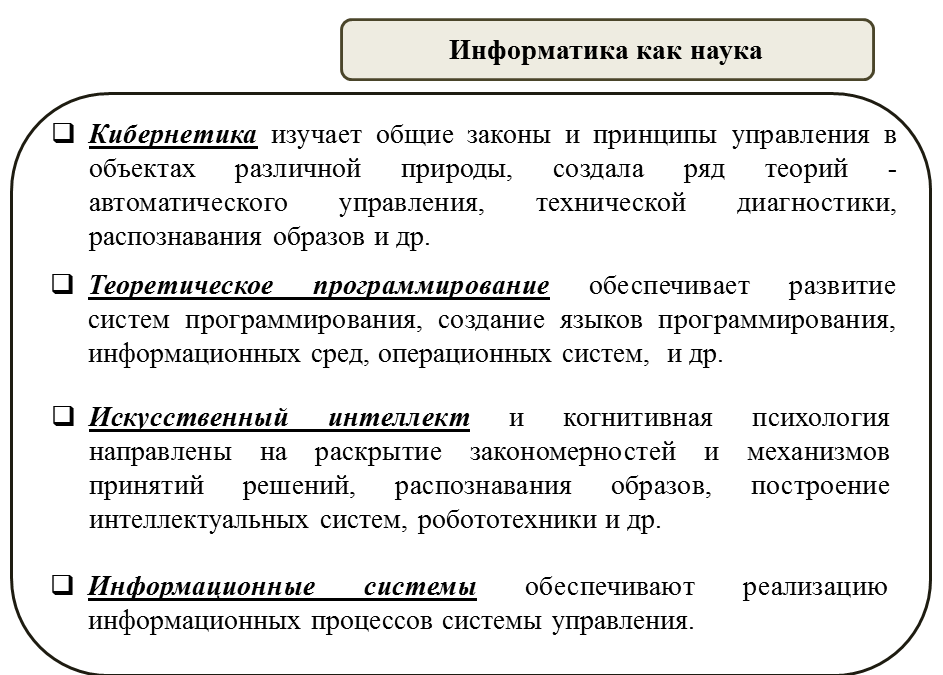 Информатика как наука
Кибернетика изучает общие законы и принципы управления в
объектах различной природы, создала ряд теорий -
автоматического управления, технической диагностики,
распознавания образов и др.
Теоретическое программирование обеспечивает развитие
систем программирования, создание языков программирования,
информационных сред, операционных систем, и др.
Искусственный интеллект и когнитивная психология
направлены на раскрытие закономерностей и механизмов
принятий решений, распознавания образов, построение
интеллектуальных систем, робототехники и др.
Информационные системы обеспечивают реализацию
информационных процессов системы управления.